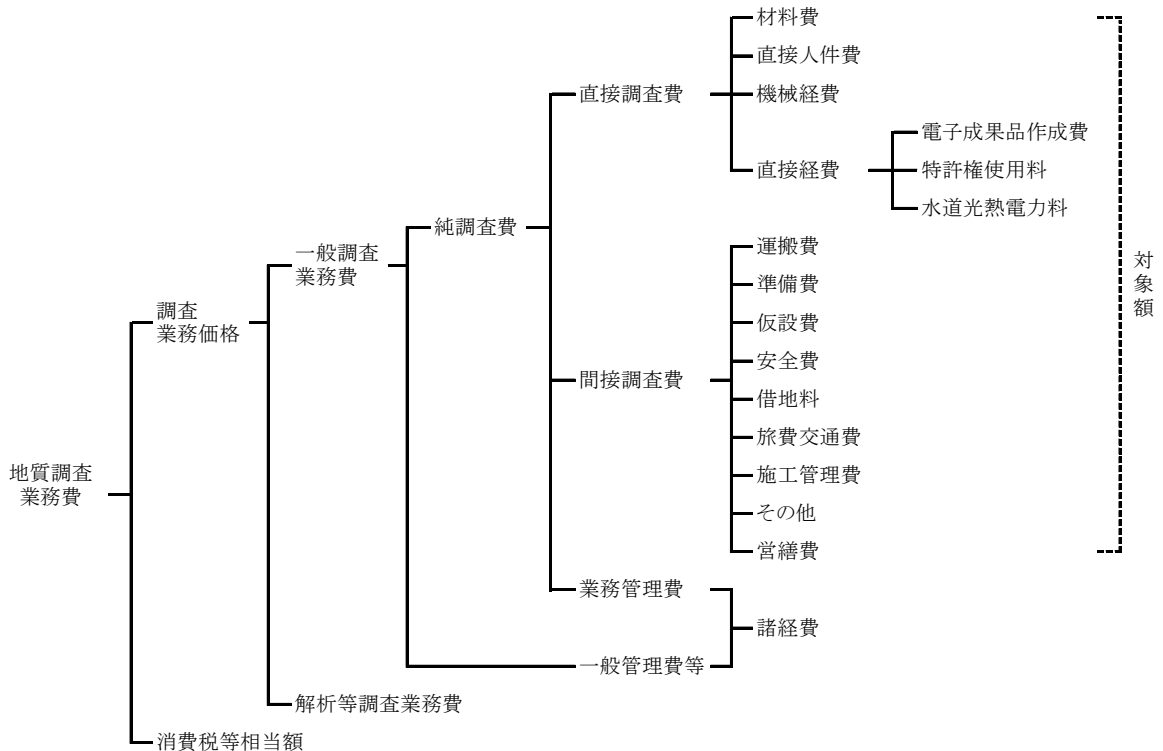 材料費
直接人件費
直接調査費
機械経費
電子成果品作成費
直接経費
特許権使用料
水道光熱電力料
純調査費
運搬費
一般調査
業務費
準備費
調査
業務価格
仮設費
安全費
間接調査費
借地料
旅費交通費
地質調査
業務費
施工管理費
その他
営繕費
対象額
業務管理費
諸経費
一般管理費等
解析等調査業務費
消費税等相当額